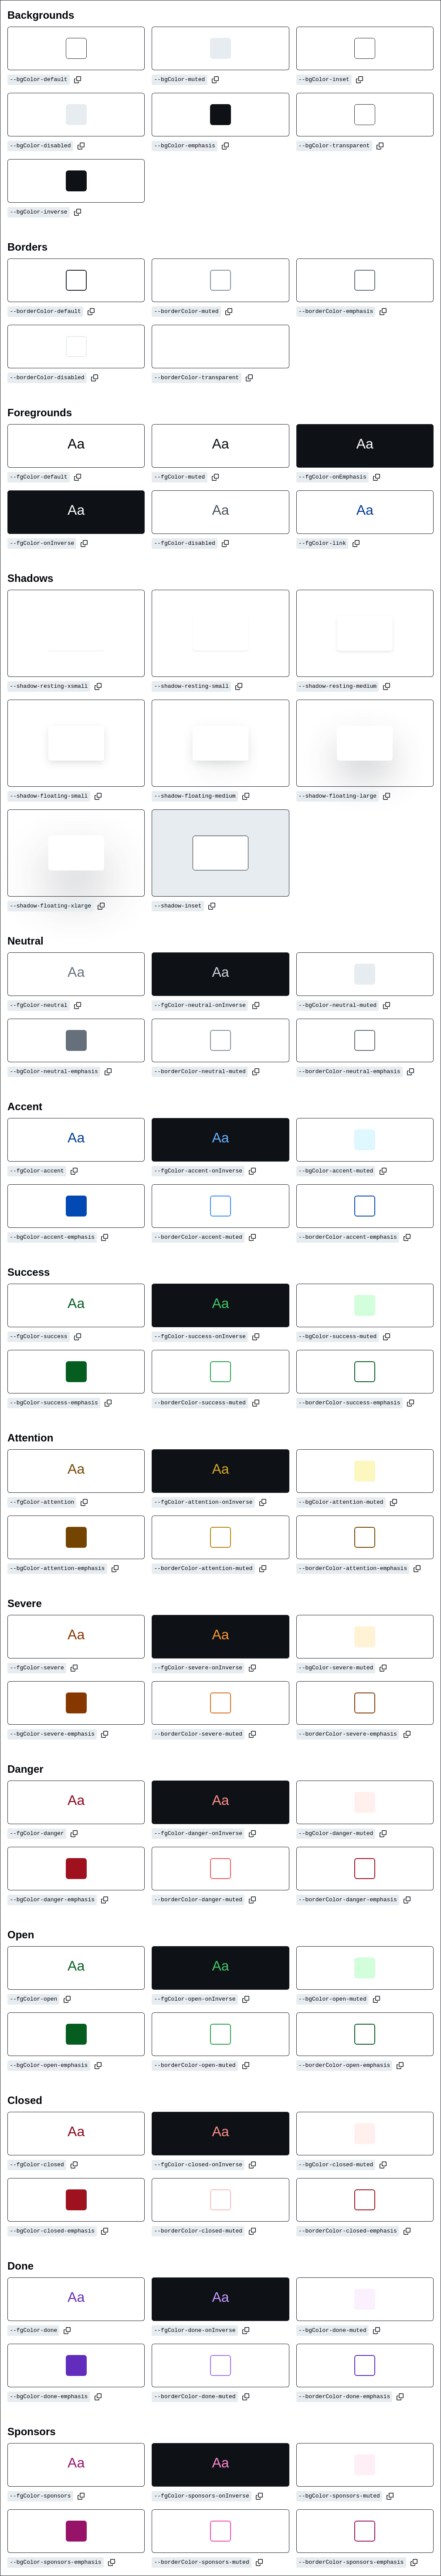 Backgrounds
--bgColor-default --bgColor-muted --bgColor-inset
--bgColor-disabled --bgColor-emphasis --bgColor-transparent
--bgColor-inverse
Borders
--borderColor-default --borderColor-muted --borderColor-emphasis
--borderColor-disabled --borderColor-transparent
Foregrounds
Aa Aa Aa
--fgColor-default --fgColor-muted --fgColor-onEmphasis
Aa Aa Aa
--fgColor-onInverse --fgColor-disabled --fgColor-link
Shadows
--shadow-resting-xsmall --shadow-resting-small --shadow-resting-medium
--shadow-floating-small --shadow-floating-medium --shadow-floating-large
--shadow-floating-xlarge --shadow-inset
Neutral
Aa Aa
--fgColor-neutral --fgColor-neutral-onInverse --bgColor-neutral-muted
--bgColor-neutral-emphasis --borderColor-neutral-muted --borderColor-neutral-emphasis
Accent
Aa Aa
--fgColor-accent --fgColor-accent-onInverse --bgColor-accent-muted
--bgColor-accent-emphasis --borderColor-accent-muted --borderColor-accent-emphasis
Success
Aa Aa
--fgColor-success --fgColor-success-onInverse --bgColor-success-muted
--bgColor-success-emphasis --borderColor-success-muted --borderColor-success-emphasis
Attention
Aa Aa
--fgColor-attention --fgColor-attention-onInverse --bgColor-attention-muted
--bgColor-attention-emphasis --borderColor-attention-muted --borderColor-attention-emphasis
Severe
Aa Aa
--fgColor-severe --fgColor-severe-onInverse --bgColor-severe-muted
--bgColor-severe-emphasis --borderColor-severe-muted --borderColor-severe-emphasis
Danger
Aa Aa
--fgColor-danger --fgColor-danger-onInverse --bgColor-danger-muted
--bgColor-danger-emphasis --borderColor-danger-muted --borderColor-danger-emphasis
Open
Aa Aa
--fgColor-open --fgColor-open-onInverse --bgColor-open-muted
--bgColor-open-emphasis --borderColor-open-muted --borderColor-open-emphasis
Closed
Aa Aa
--fgColor-closed --fgColor-closed-onInverse --bgColor-closed-muted
--bgColor-closed-emphasis --borderColor-closed-muted --borderColor-closed-emphasis
Done
Aa Aa
--fgColor-done --fgColor-done-onInverse --bgColor-done-muted
--bgColor-done-emphasis --borderColor-done-muted --borderColor-done-emphasis
Sponsors
Aa Aa
--fgColor-sponsors --fgColor-sponsors-onInverse --bgColor-sponsors-muted
--bgColor-sponsors-emphasis --borderColor-sponsors-muted --borderColor-sponsors-emphasis